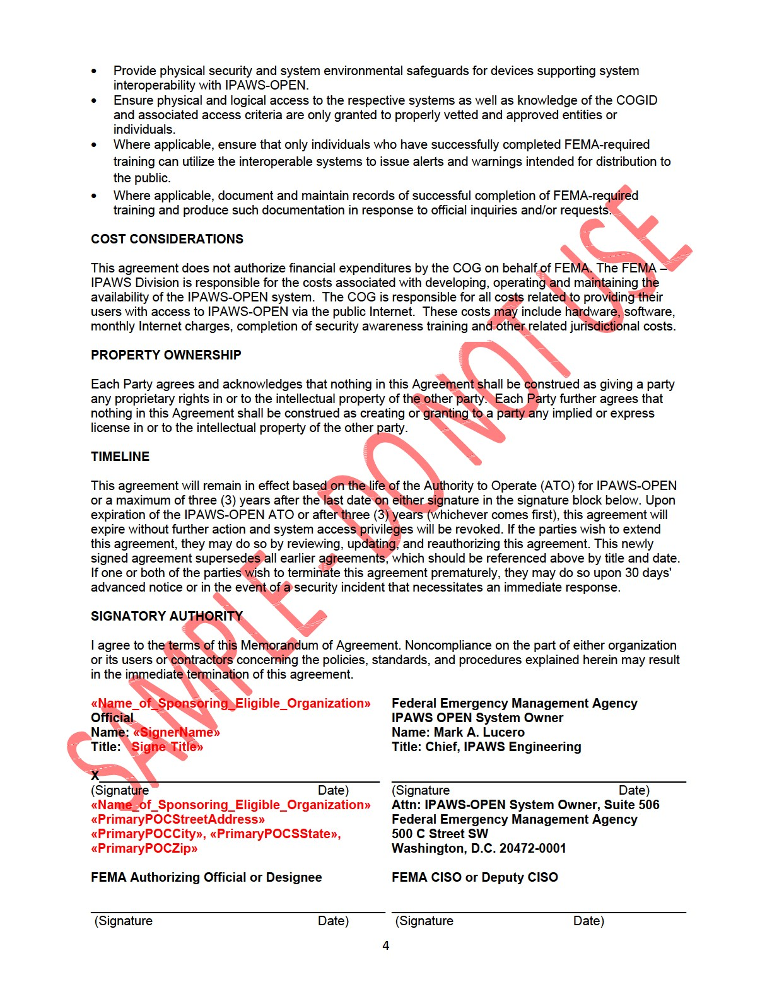 • Provide physical security and system environmental safeguards for devices supporting system
interoperability with IPAWS-OPEN.
• Ensure physical and logical access to the respective systems as well as knowledge of the COGID
and associated access criteria are only granted to properly vetted and approved entities or
individuals.
• Where applicable, ensure that only individuals who have successfully completed FEMA-required
training can utilize the interoperable systems to issue alerts and warnings intended for distribution to
the public.
• Where applicable, document and maintain records of successful completion of FEMA-required
training and produce such documentation in response to official inquiries and/or requests.
COST CONSIDERATIONS
This agreement does not authorize financial expenditures by the COG on behalf of FEMA. The FEMA –
IPAWS Division is responsible for the costs associated with developing, operating and maintaining the
availability of the IPAWS-OPEN system.  The COG is responsible for all costs related to providing their
users with access to IPAWS-OPEN via the public Internet.  These costs may include hardware, software,
monthly Internet charges, completion of security awareness training and other related jurisdictional costs.
PROPERTY OWNERSHIP
Each Party agrees and acknowledges that nothing in this Agreement shall be construed as giving a party
any proprietary rights in or to the intellectual property of the other party.  Each Party further agrees that
nothing in this Agreement shall be construed as creating or granting to a party any implied or express
license in or to the intellectual property of the other party.
TIMELINE
This agreement will remain in effect based on the life of the Authority to Operate (ATO) for IPAWS-OPEN
or a maximum of three (3) years after the last date on either signature in the signature block below. Upon
expiration of the IPAWS-OPEN ATO or after three (3) years (whichever comes first), this agreement will
expire without further action and system access privileges will be revoked. If the parties wish to extend
this agreement, they may do so by reviewing, updating, and reauthorizing this agreement. This newly
signed agreement supersedes all earlier agreements, which should be referenced above by title and date.
If one or both of the parties wish to terminate this agreement prematurely, they may do so upon 30 days'
advanced notice or in the event of a security incident that necessitates an immediate response.
SIGNATORY AUTHORITY
I agree to the terms of this Memorandum of Agreement. Noncompliance on the part of either organization
or its users or contractors concerning the policies, standards, and procedures explained herein may result
in the immediate termination of this agreement.
«Name_of_Sponsoring_Eligible_Organization» Federal Emergency Management Agency
Official IPAWS OPEN System Owner
Name: «SignerName» Name: Mark A. Lucero
Title: Signe Title» Title: Chief, IPAWS Engineering
X
(Signature Date) (Signature Date)
«Name_of_Sponsoring_Eligible_Organization» Attn: IPAWS-OPEN System Owner, Suite 506
«PrimaryPOCStreetAddress» Federal Emergency Management Agency
«PrimaryPOCCity», «PrimaryPOCSState», 500 C Street SW
«PrimaryPOCZip» Washington, D.C. 20472-0001
FEMA Authorizing Official or Designee FEMA CISO or Deputy CISO
(Signature Date) (Signature Date)
4
SAMPLE - DO NOT USE